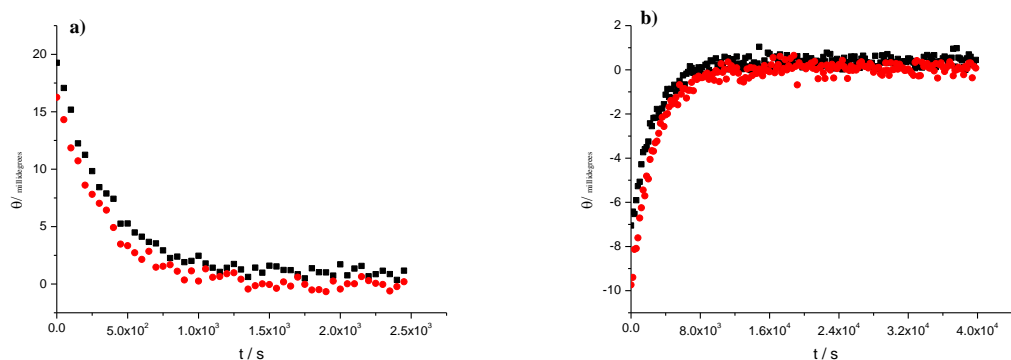 a)
20
15
10
5
0
θ/ millidegrees
0.0 5.0x10² 1.0x10³ 1.5x10³ 2.0x10³ 2.5x10³
t / s
b)
2
0
-2
-4
-6
-8
-10
θ/ millidegrees
0.0 8.0x10³ 1.6x10⁴ 2.4x10⁴ 3.2x10⁴ 4.0x10⁴
t / s